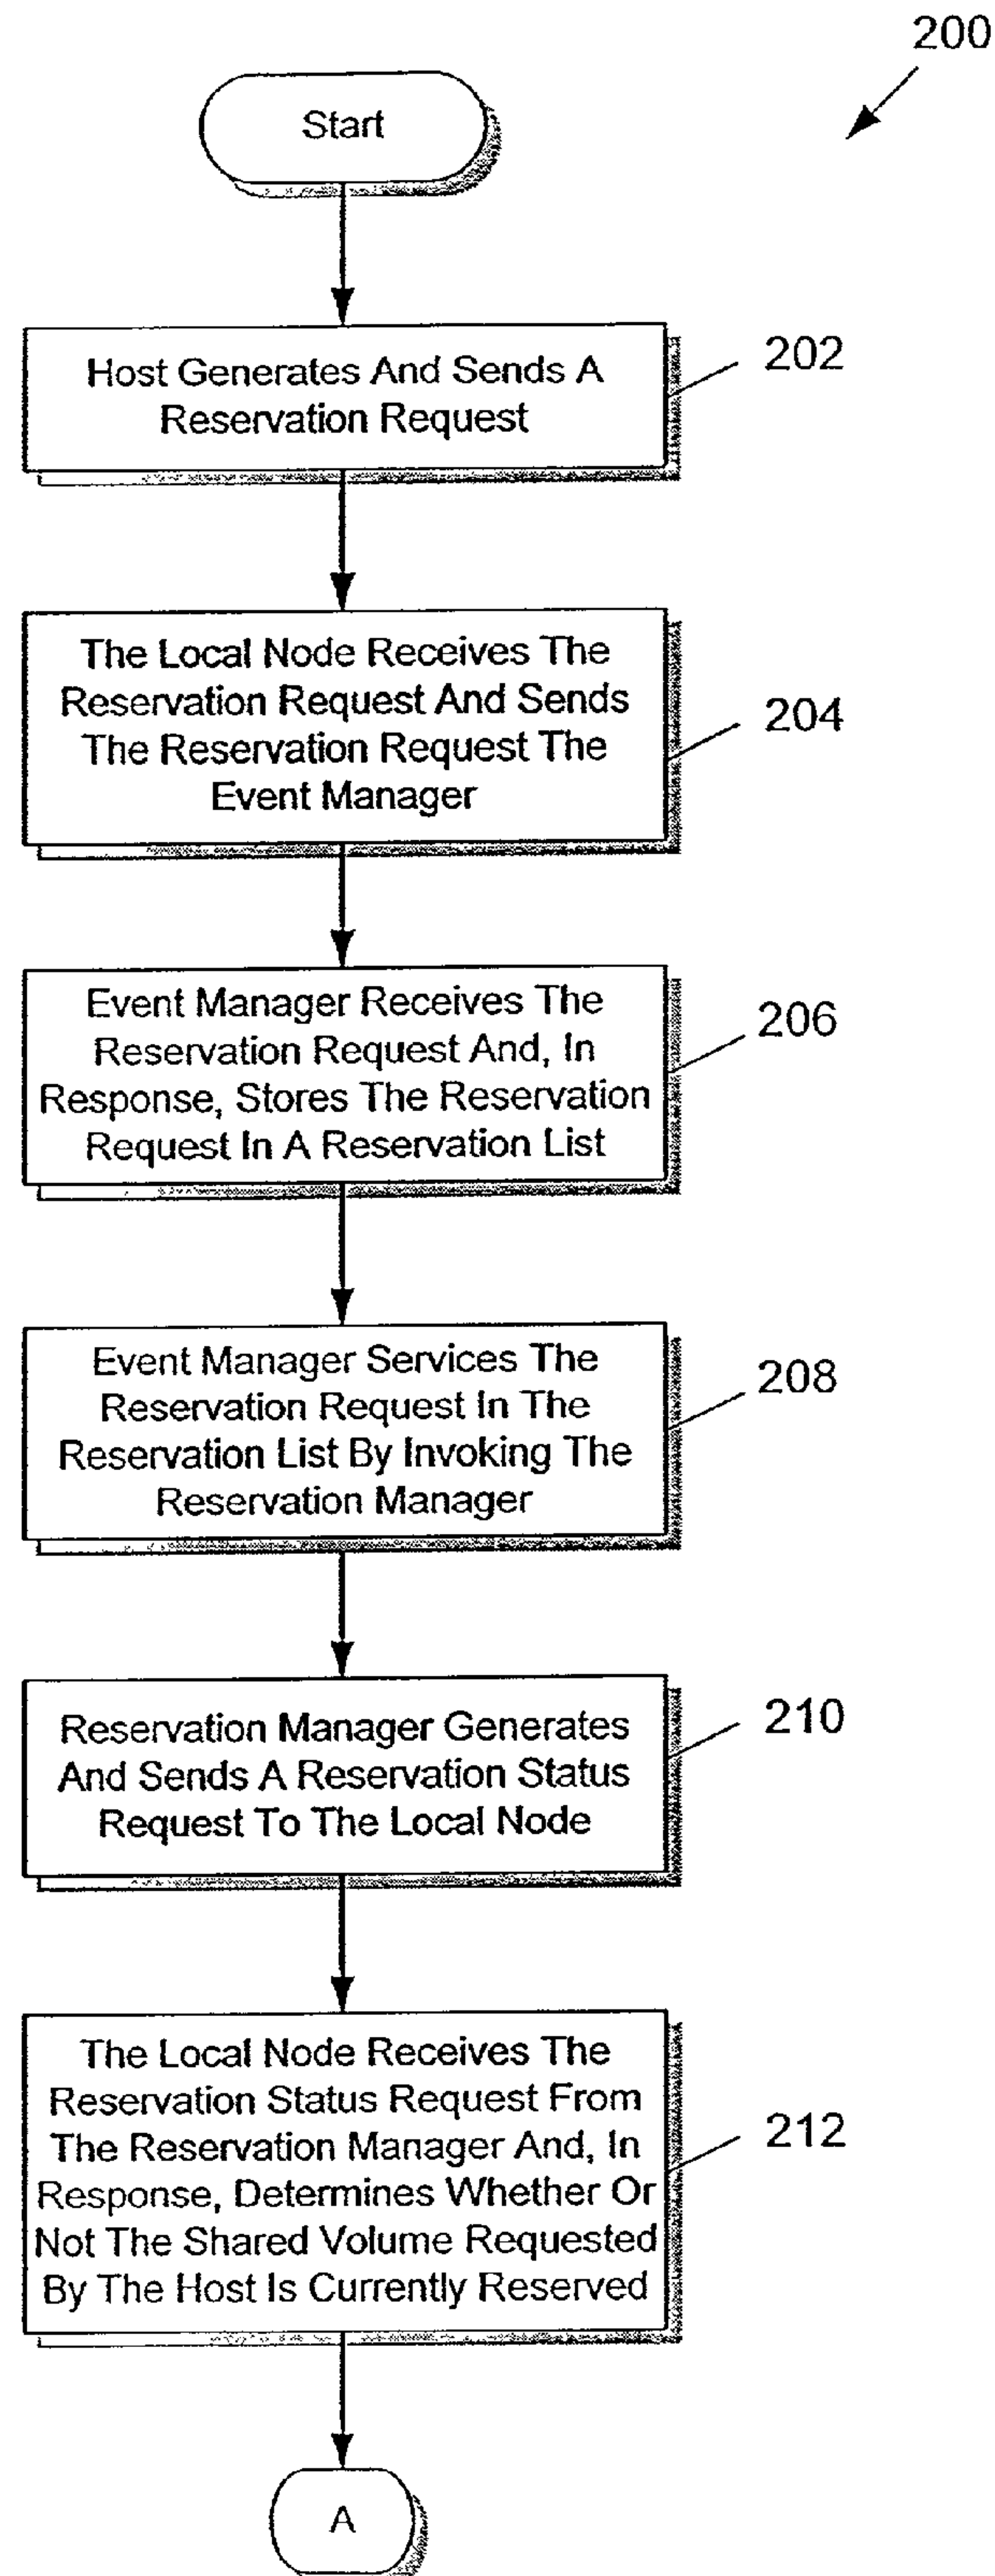 200
Start
Host Generates And Sends A
Reservation Request
202
The Local Node Receives The
Reservation Request And Sends
The Reservation Request The
Event Manager
204
Event Manager Receives The
Reservation Request And, In
Response, Stores The Reservation
Request In A Reservation List
206
Event Manager Services The
Reservation Request In The
Reservation List By Invoking The
Reservation Manager
208
Reservation Manager Generates
And Sends A Reservation Status
Request To The Local Node
210
The Local Node Receives The
Reservation Status Request From
The Reservation Manager And, In
Response, Determines Whether Or
Not The Shared Volume Requested
By The Host Is Currently Reserved
212
A